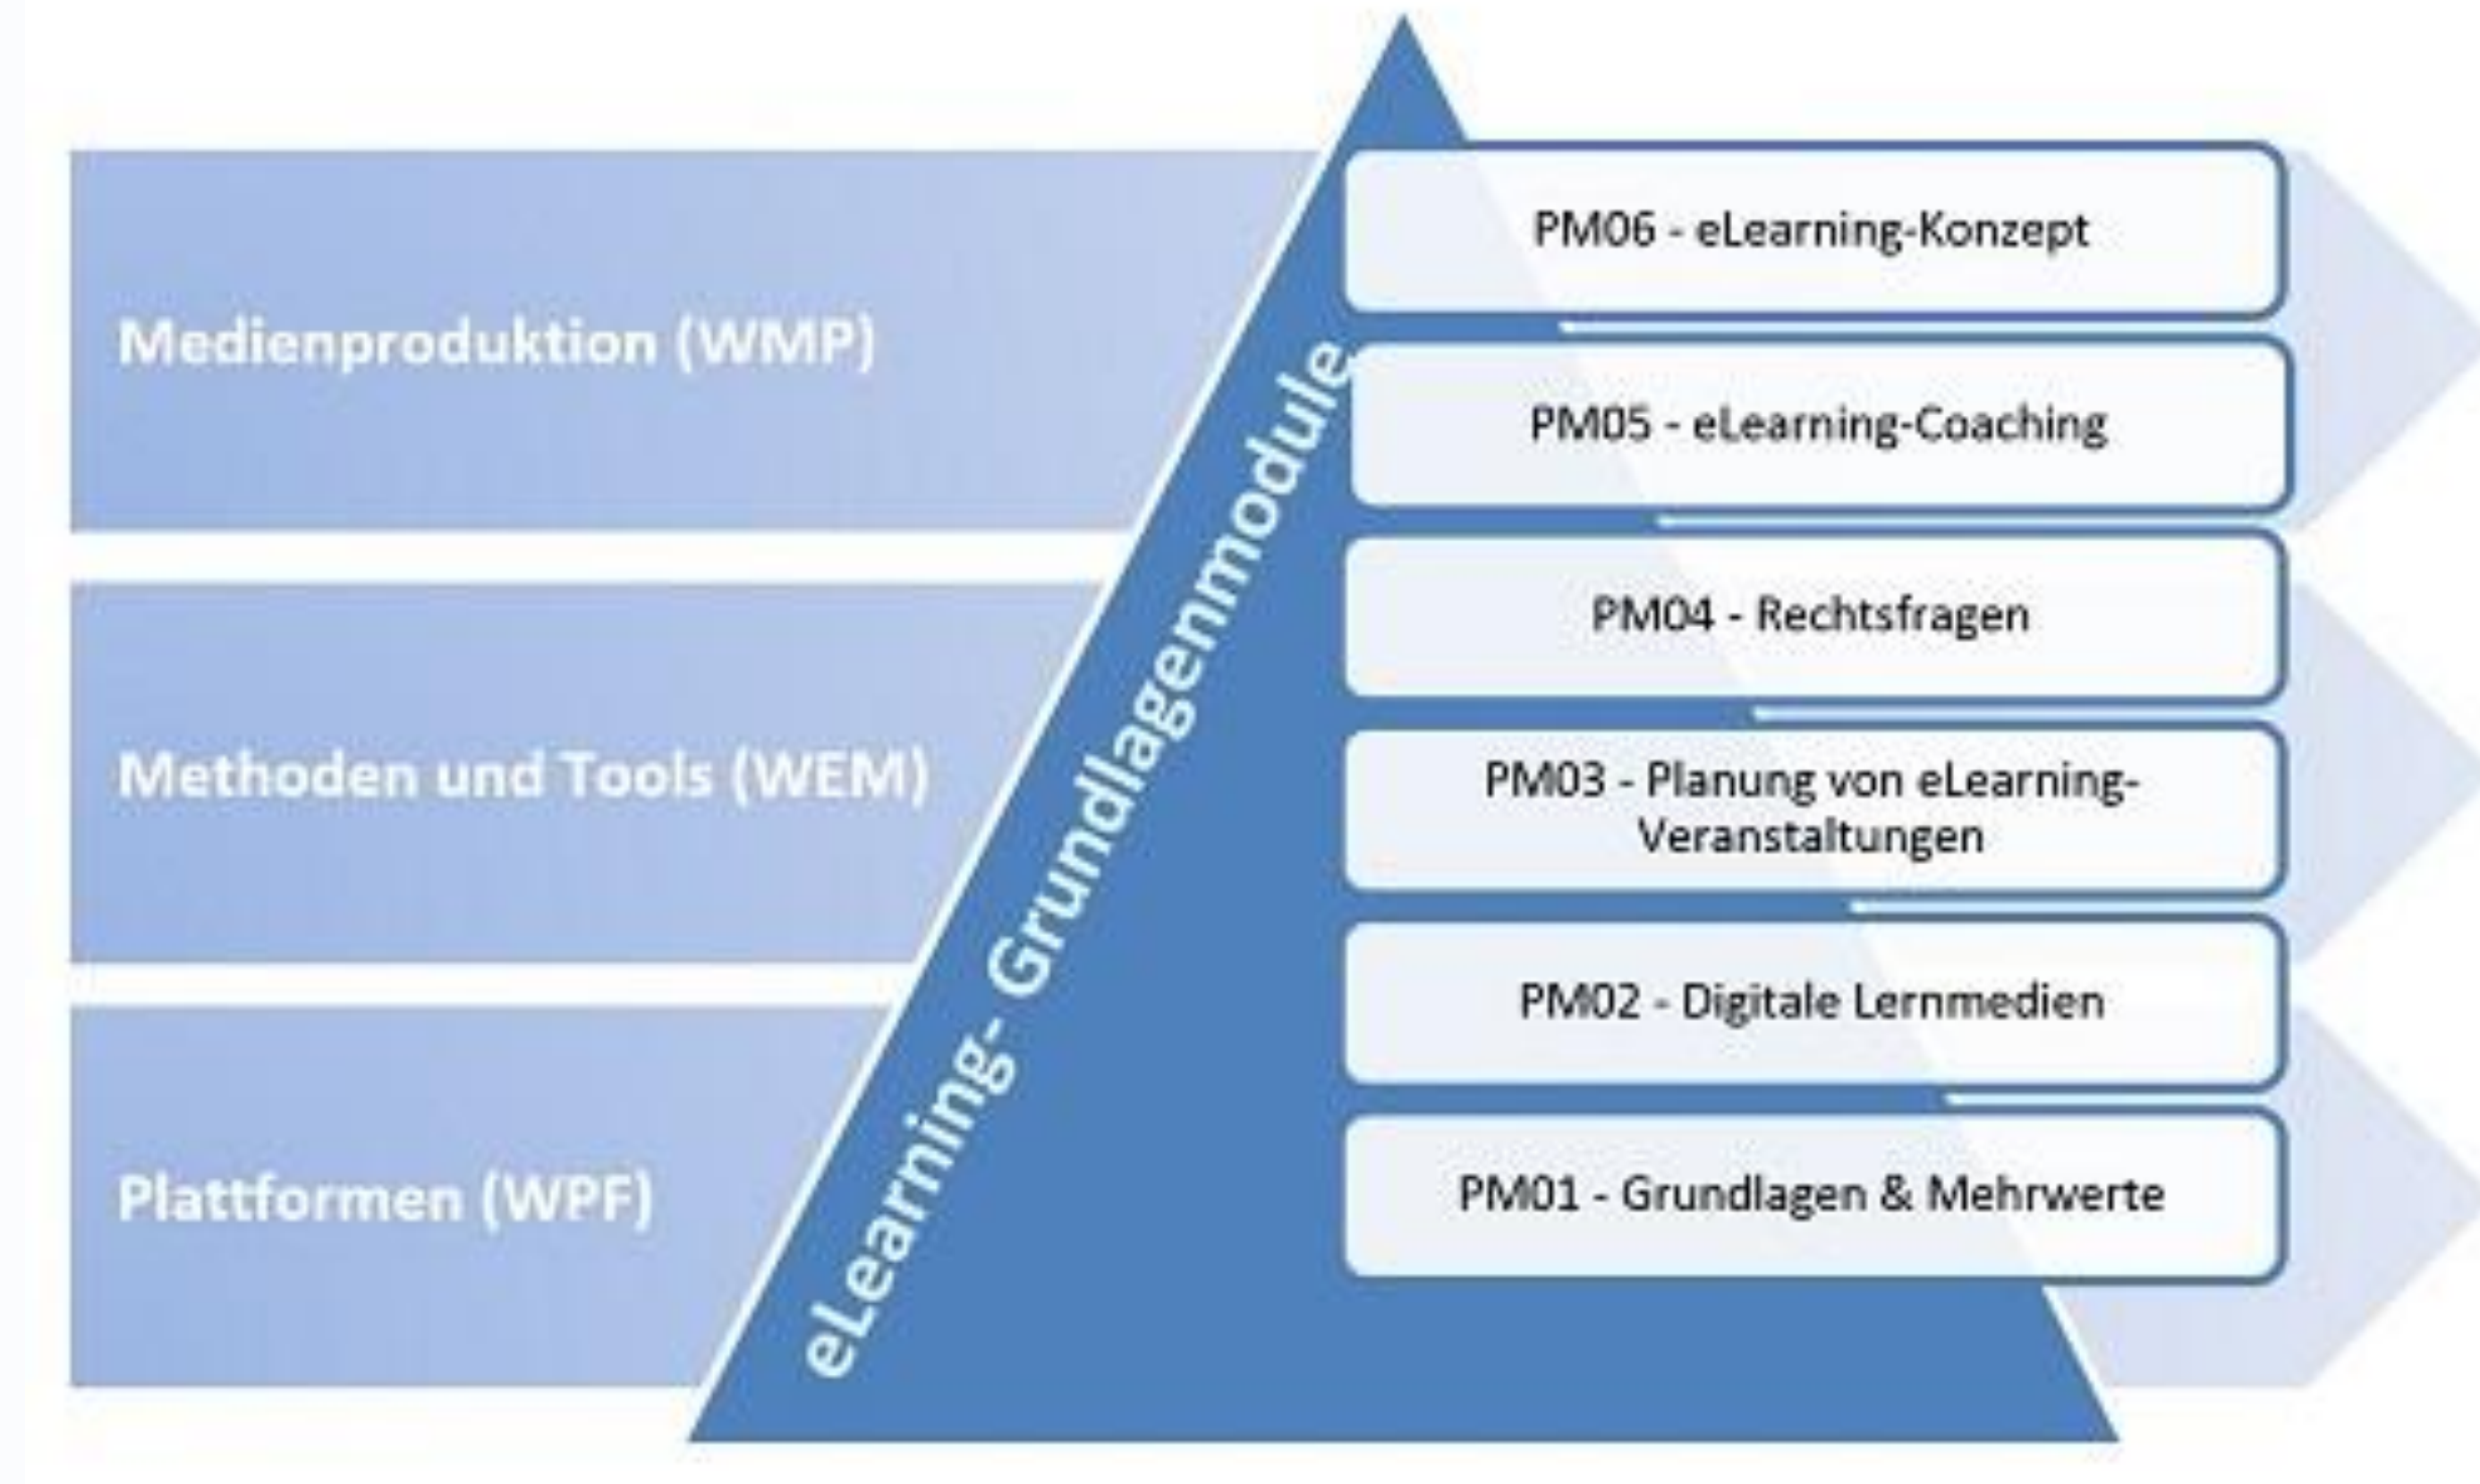 Medienproduktion (WMP)
Methoden und Tools (WEM)
Plattformen (WPF)
eLearning- Grundlagenmodule
PM06 - eLearning-Konzept
PM05 - eLearning-Coaching
PM04 - Rechtsfragen
PM03 - Planung von eLearning-
Veranstaltungen
PM02 - Digitale Lernmedien
PM01 - Grundlagen & Mehrwerte